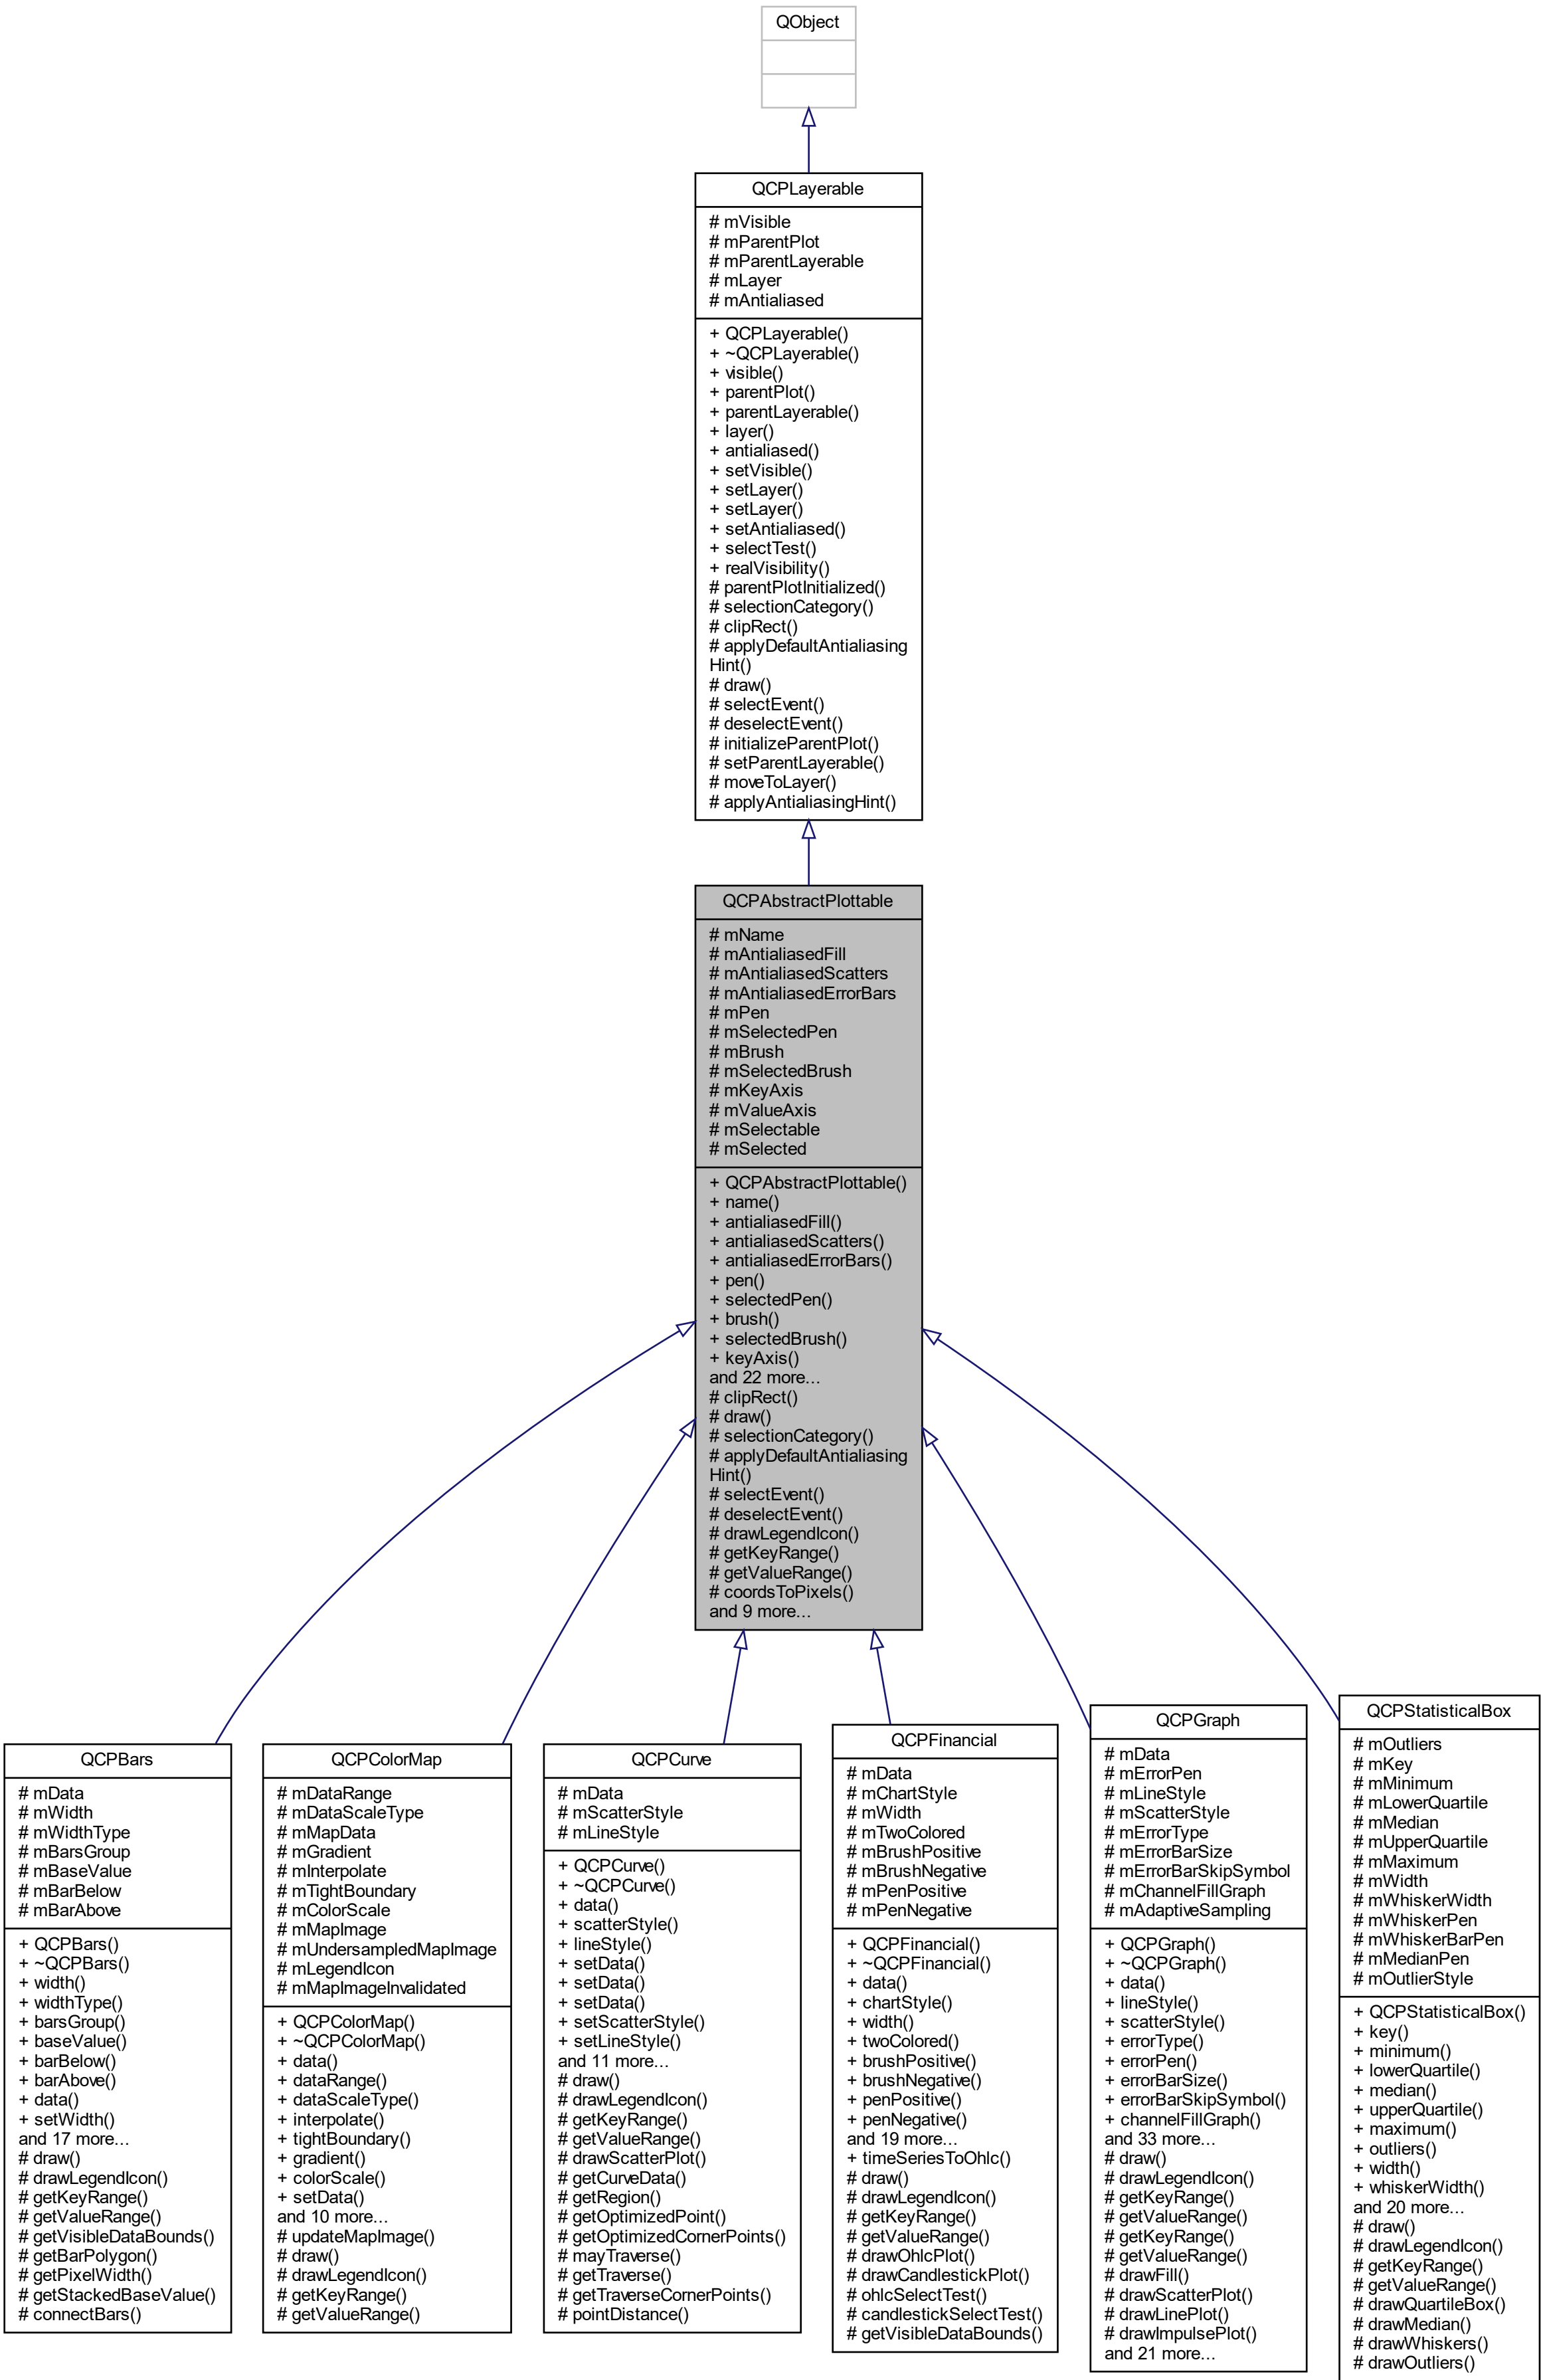 QObject
QCPLayerable
# mVisible
# mParentPlot
# mParentLayerable
# mLayer
# mAntialiased
+ QCPLayerable()
+ ~QCPLayerable()
+ visible()
+ parentPlot()
+ parentLayerable()
+ layer()
+ antialiased()
+ setVisible()
+ setLayer()
+ setLayer()
+ setAntialiased()
+ selectTest()
+ realVisibility()
# parentPlotInitialized()
# selectionCategory()
# clipRect()
# applyDefaultAntialiasing
Hint()
# draw()
# selectEvent()
# deselectEvent()
# initializeParentPlot()
# setParentLayerable()
# moveToLayer()
# applyAntialiasingHint()
QCPAbstractPlottable
# mName
# mAntialiasedFill
# mAntialiasedScatters
# mAntialiasedErrorBars
# mPen
# mSelectedPen
# mBrush
# mSelectedBrush
# mKeyAxis
# mValueAxis
# mSelectable
# mSelected
+ QCPAbstractPlottable()
+ name()
+ antialiasedFill()
+ antialiasedScatters()
+ antialiasedErrorBars()
+ pen()
+ selectedPen()
+ brush()
+ selectedBrush()
+ keyAxis()
and 22 more...
# clipRect()
# draw()
# selectionCategory()
# applyDefaultAntialiasing
Hint()
# selectEvent()
# deselectEvent()
# drawLegendIcon()
# getKeyRange()
# getValueRange()
# coordsToPixels()
and 9 more...
QCPBars
# mData
# mWidth
# mWidthType
# mBarsGroup
# mBaseValue
# mBarBelow
# mBarAbove
+ QCPBars()
+ ~QCPBars()
+ width()
+ widthType()
+ barsGroup()
+ baseValue()
+ barBelow()
+ barAbove()
+ data()
+ setWidth()
and 17 more...
# draw()
# drawLegendIcon()
# getKeyRange()
# getValueRange()
# getVisibleDataBounds()
# getBarPolygon()
# getPixelWidth()
# getStackedBaseValue()
# connectBars()
QCPColorMap
# mDataRange
# mDataScaleType
# mMapData
# mGradient
# mInterpolate
# mTightBoundary
# mColorScale
# mMapImage
# mUndersampledMapImage
# mLegendIcon
# mMapImageInvalidated
+ QCPColorMap()
+ ~QCPColorMap()
+ data()
+ dataRange()
+ dataScaleType()
+ interpolate()
+ tightBoundary()
+ gradient()
+ colorScale()
+ setData()
and 10 more...
# updateMapImage()
# draw()
# drawLegendIcon()
# getKeyRange()
# getValueRange()
QCPCurve
# mData
# mScatterStyle
# mLineStyle
+ QCPCurve()
+ ~QCPCurve()
+ data()
+ scatterStyle()
+ lineStyle()
+ setData()
+ setData()
+ setData()
+ setScatterStyle()
+ setLineStyle()
and 11 more...
# draw()
# drawLegendIcon()
# getKeyRange()
# getValueRange()
# drawScatterPlot()
# getCurveData()
# getRegion()
# getOptimizedPoint()
# getOptimizedCornerPoints()
# mayTraverse()
# getTraverse()
# getTraverseCornerPoints()
# pointDistance()
QCPFinancial
# mData
# mChartStyle
# mWidth
# mTwoColored
# mBrushPositive
# mBrushNegative
# mPenPositive
# mPenNegative
+ QCPFinancial()
+ ~QCPFinancial()
+ data()
+ chartStyle()
+ width()
+ twoColored()
+ brushPositive()
+ brushNegative()
+ penPositive()
+ penNegative()
and 19 more...
+ timeSeriesToOhlc()
# draw()
# drawLegendIcon()
# getKeyRange()
# getValueRange()
# drawOhlcPlot()
# drawCandlestickPlot()
# ohlcSelectTest()
# candlestickSelectTest()
# getVisibleDataBounds()
QCPGraph
# mData
# mErrorPen
# mLineStyle
# mScatterStyle
# mErrorType
# mErrorBarSize
# mErrorBarSkipSymbol
# mChannelFillGraph
# mAdaptiveSampling
+ QCPGraph()
+ ~QCPGraph()
+ data()
+ lineStyle()
+ scatterStyle()
+ errorType()
+ errorPen()
+ errorBarSize()
+ errorBarSkipSymbol()
+ channelFillGraph()
and 33 more...
# draw()
# drawLegendIcon()
# getKeyRange()
# getValueRange()
# getKeyRange()
# getValueRange()
# drawFill()
# drawScatterPlot()
# drawLinePlot()
# drawImpulsePlot()
and 21 more...
QCPStatisticalBox
# mOutliers
# mKey
# mMinimum
# mLowerQuartile
# mMedian
# mUpperQuartile
# mMaximum
# mWidth
# mWhiskerWidth
# mWhiskerPen
# mWhiskerBarPen
# mMedianPen
# mOutlierStyle
+ QCPStatisticalBox()
+ key()
+ minimum()
+ lowerQuartile()
+ median()
+ upperQuartile()
+ maximum()
+ outliers()
+ width()
+ whiskerWidth()
and 20 more...
# draw()
# drawLegendIcon()
# getKeyRange()
# getValueRange()
# drawQuartileBox()
# drawMedian()
# drawWhiskers()
# drawOutliers()